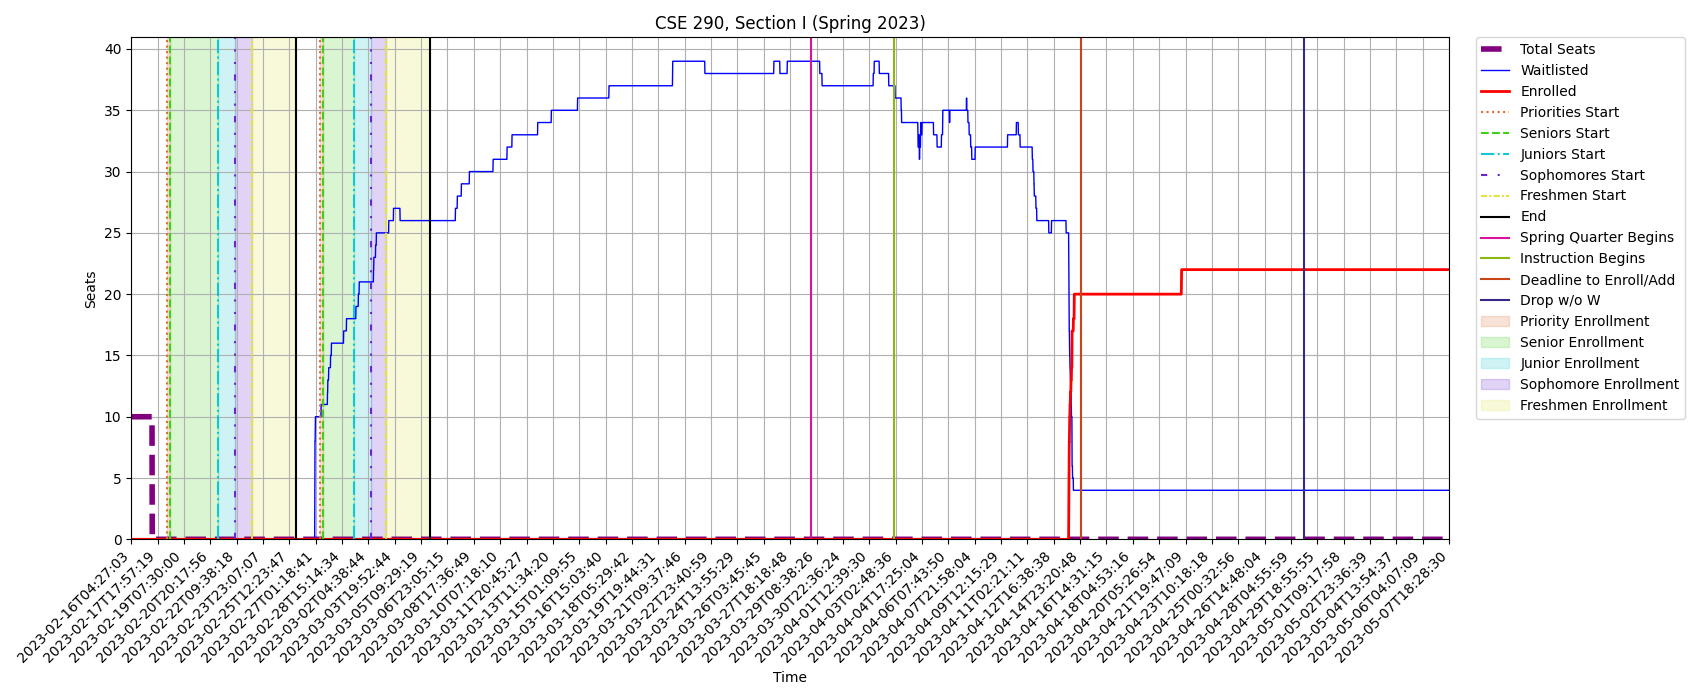 CSE 290, Section I (Spring 2023)
40
35
30
25
20
15
10
5
0
Seats
2023-02-16T04:27:03
2023-02-17T17:57:19
2023-02-19T07:30:00
2023-02-20T20:17:56
2023-02-22T09:38:18
2023-02-23T23:07:07
2023-02-25T12:23:47
2023-02-27T01:18:41
2023-02-28T15:14:34
2023-03-02T04:38:44
2023-03-03T19:52:44
2023-03-05T09:29:19
2023-03-06T23:05:15
2023-03-08T17:36:49
2023-03-10T07:18:10
2023-03-11T20:45:27
2023-03-13T11:34:20
2023-03-15T01:09:55
2023-03-16T15:03:40
2023-03-18T05:29:42
2023-03-19T19:44:31
2023-03-21T09:37:46
2023-03-22T23:40:59
2023-03-24T13:55:29
2023-03-26T03:45:45
2023-03-27T18:18:48
2023-03-29T08:38:26
2023-03-30T22:36:24
2023-04-01T12:39:30
2023-04-03T02:48:36
2023-04-04T17:25:04
2023-04-06T07:43:50
2023-04-07T21:58:04
2023-04-09T12:15:29
2023-04-11T02:21:11
2023-04-12T16:38:38
2023-04-14T23:20:48
2023-04-16T14:31:15
2023-04-18T04:53:16
2023-04-20T05:26:54
2023-04-21T19:47:09
2023-04-23T10:18:18
2023-04-25T00:32:56
2023-04-26T14:48:04
2023-04-28T04:55:59
2023-04-29T18:55:55
2023-05-01T09:17:58
2023-05-02T23:36:39
2023-05-04T13:54:37
2023-05-06T04:07:09
2023-05-07T18:28:30
Time
Total Seats
Waitlisted
Enrolled
Priorities Start
Seniors Start
Juniors Start
Sophomores Start
Freshmen Start
End
Spring Quarter Begins
Instruction Begins
Deadline to Enroll/Add
Drop w/o W
Priority Enrollment
Senior Enrollment
Junior Enrollment
Sophomore Enrollment
Freshmen Enrollment